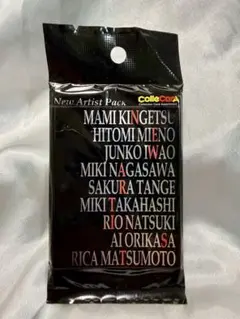 New Artist Pack
ColleCarA
MAMI KINGETSU
HITOMI MIENO
JUNKO IWAO
MIKI NAGASAWA
SAKURA TANGE
MIKI TAKAHASHI
RIO NATSUKI
AI ORIKASA
RICA MATSUMOTO